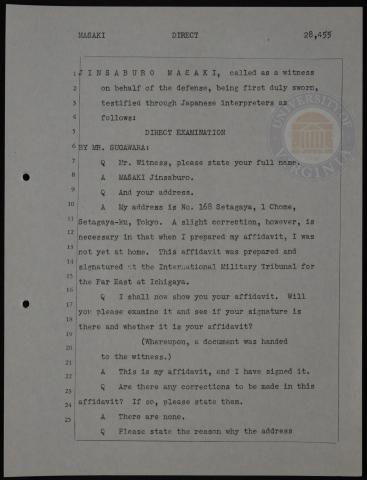 MASAKI DIRECT 28,455
1 J I N S A B U R O M A S A K I, called as a witness
2 on behalf of the defense, being first duly sworn,
3 testified through Japanese interpreters as
4 follows:
5 DIRECT EXAMINATION
6 BY MR. SUGAWARA:
7 Q Mr. Witness, please state your full name.
8 A MASAKI Jinsaburo.
9 Q And your address.
10 A My address is No. 168 Setagaya, 1 Chome,
11 Setagaya-ku, Tokyo. A slight correction, however, is
12 necessary in that when I prepared my affidavit, I was
13 not yet at home. This affidavit was prepared and
14 signatured at the International Military Tribunal for
15 the Far East at Ichigaya.
16 Q I shall now show your affidavit. Will
17 you please examine it and see if your signature is
18 there and whether it is your affidavit?
19 (Whereupon, a document was handed
20 to the witness.)
21 A This is my affidavit, and I have signed it.
22 Q Are there any corrections to be made in this
23 affidavit? If so, please state them.
24 A There are none.
25 Q Please state the reason why the address
UNIVERSITY OF VIRGINIA